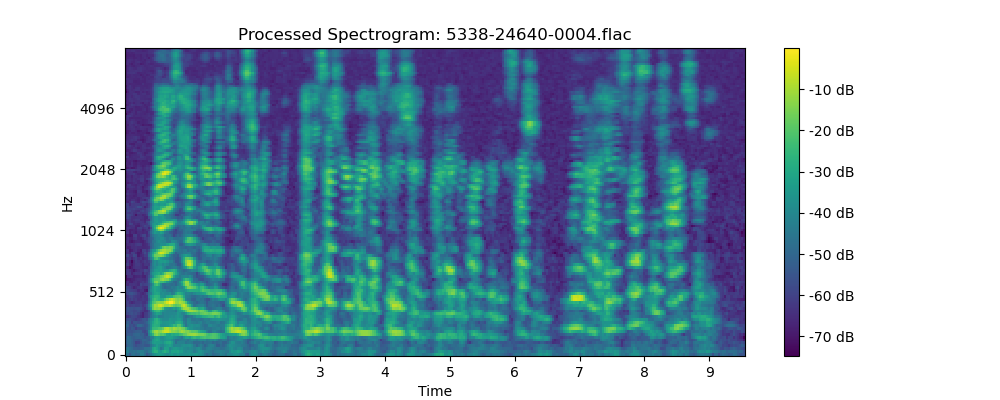 Processed Spectrogram: 5338-24640-0004.flac
4096
2048
1024
512
0
Hz
0 1 2 3 4 5 6 7 8 9
Time
-10 dB
-20 dB
-30 dB
-40 dB
-50 dB
-60 dB
-70 dB